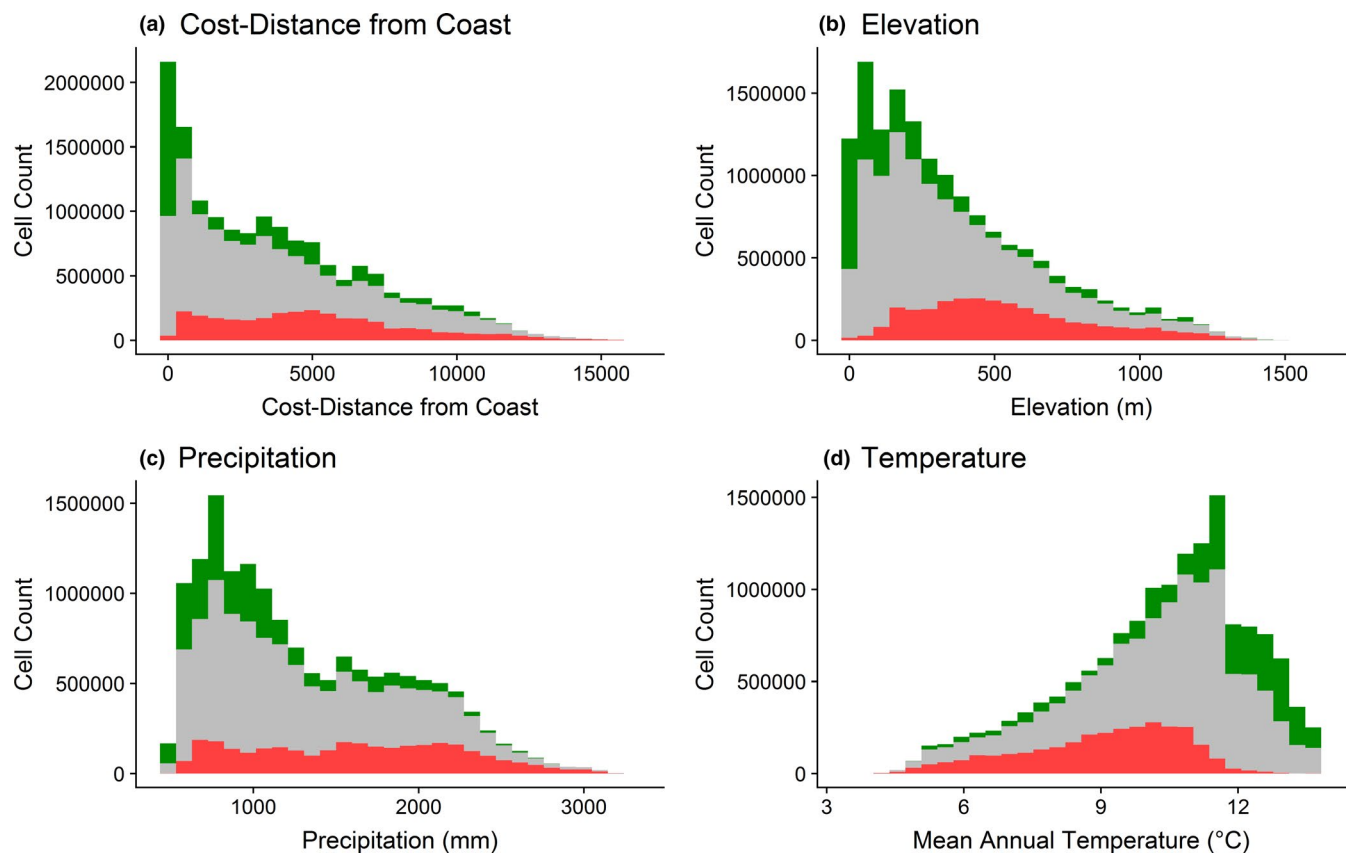 (a) Cost-Distance from Coast
Cell Count
2000000
1500000
1000000
500000
0
0 5000 10000 15000
Cost-Distance from Coast
(b) Elevation
Cell Count
1500000
1000000
500000
0
0 500 1000 1500
Elevation (m)
(c) Precipitation
Cell Count
1500000
1000000
500000
0
1000 2000 3000
Precipitation (mm)
(d) Temperature
Cell Count
1500000
1000000
500000
0
3 6 9 12
Mean Annual Temperature (°C)